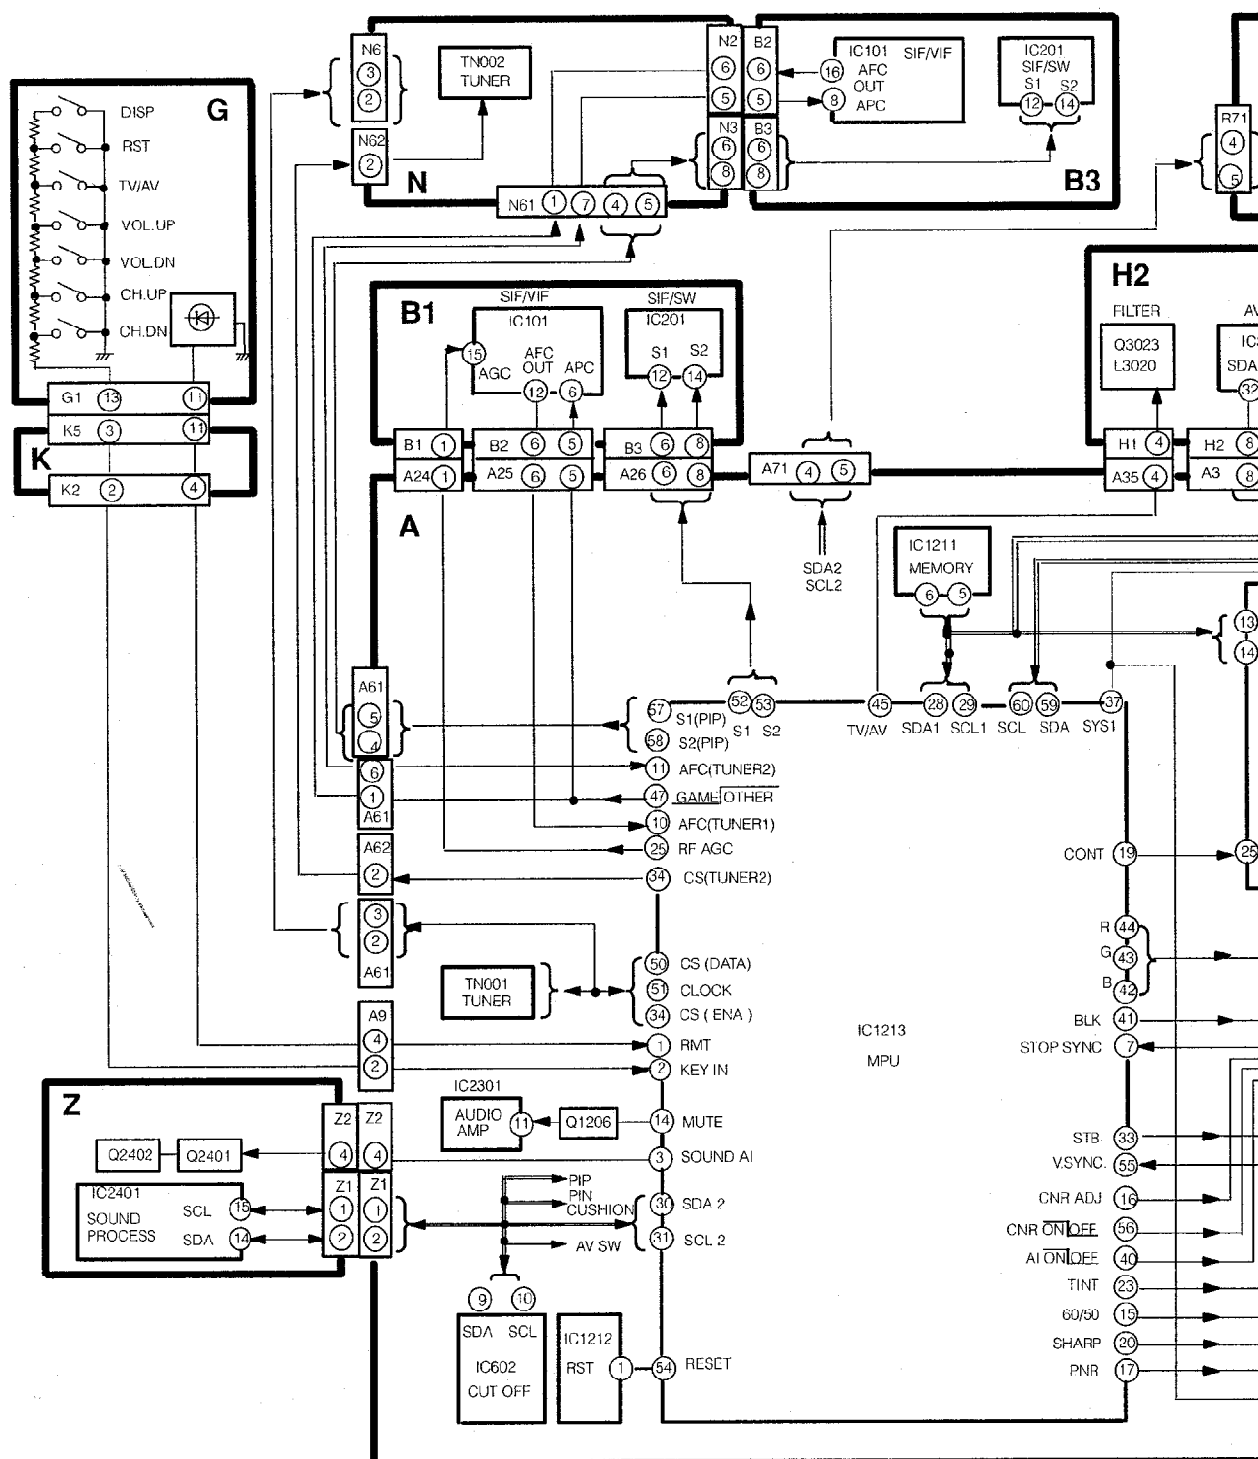 G
DISP
RST
TV/AV
VOL.UP
VOL.DN
CH.UP
CH.DN
G1 13 11
K5 3 11
K
K2 2 4
N6
3
2
N62
2
N
TN002
TUNER
N61 1 7 4 5
N2 B2
6 6
5 5
N3 B3
6 6
8 8
IC101 SIF/VIF
16 AFC
OUT
8 APC
IC201
SIF/SW
S1 S2
12 14
B3
R71
4
5
B1
SIF/VIF
IC101
15
AGC
AFC
OUT
APC
12 6
SIF/SW
IC201
S1 S2
12 14
B1 1
B2 6 5
B3 6 8
A24 1
A25 6 5
A26 6 8
A71 4 5
SDA2
SCL2
H2
FILTER
Q3023
L3020
AV
SDA
32
H1 4
H2 8
A35 4
A3 8
A
IC1211
MEMORY
6 5
13
14
A61
5
4
6
1
A61
A62
2
3
2
A61
A9
4
2
57 S1(PIP)
58 S2(PIP)
52 53
S1 S2
45
TV/AV
28 29
SDA1 SCL1
60 59
SCL SDA
37
SYS1
11 AFC(TUNER2)
47 GAME OTHER
10 AFC(TUNER1)
25 RF AGC
34 CS(TUNER2)
TN001
TUNER
50 CS (DATA)
51 CLOCK
34 CS ( ENA )
1 RMT
2 KEY IN
IC1213
MPU
CONT 19
25
R 44
G 43
B 42
BLK 41
STOP SYNC 7
STB 33
V.SYNC. 55
CNR ADJ 16
CNR ON OFF 56
AI ON OFF 40
TINT 23
60/50 15
SHARP 20
PNR 17
Z
Z2 Z2
4 4
Q2402
Q2401
IC2401
SOUND
PROCESS
SCL 15
SDA 14
Z1 Z1
1 1
2 2
IC2301
AUDIO
AMP
11
Q1206
14 MUTE
3 SOUND AI
PIP
PIN
CUSHION
AV SW
30 SDA 2
31 SCL 2
9 10
SDA SCL
IC602
CUT OFF
IC1212
RST 1
54 RESET